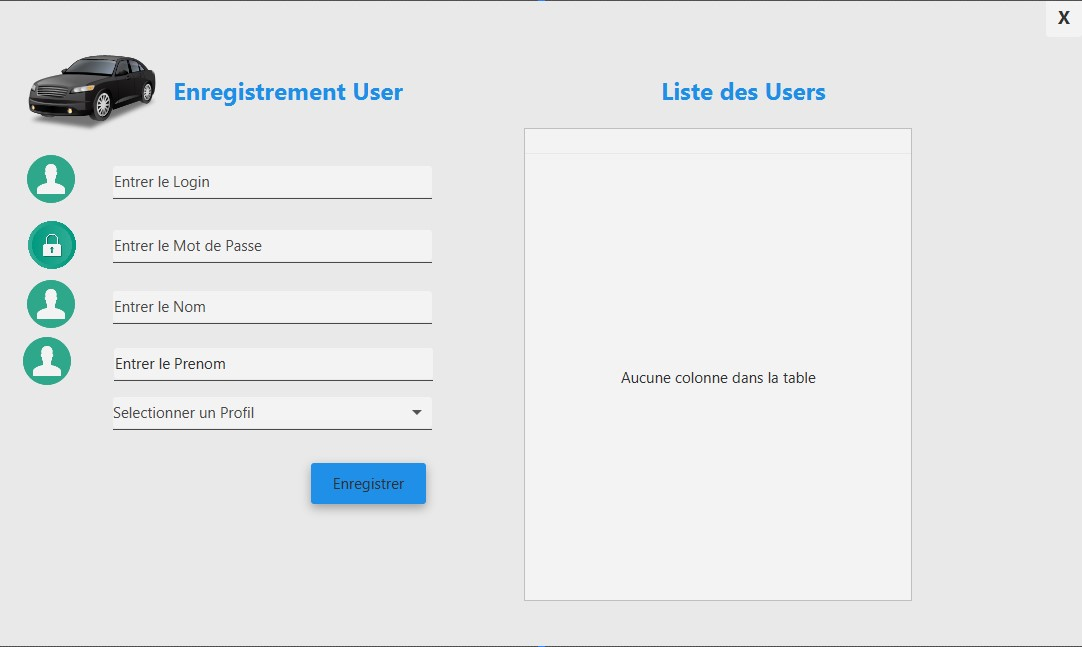 X
Enregistrement User
Liste des Users
Entrer le Login
Entrer le Mot de Passe
Entrer le Nom
Entrer le Prenom
Selectionner un Profil
Enregistrer
Aucune colonne dans la table